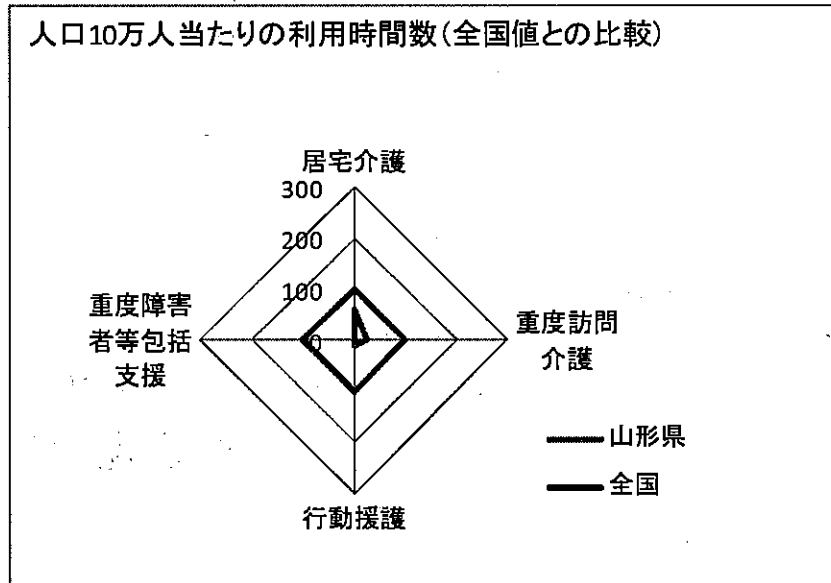 人口10万人当たりの利用時間数(全国値との比較)
居宅介護
300
200
100
0
重度障害
者等包括
支援
重度訪問
介護
行動援護
山形県
全国